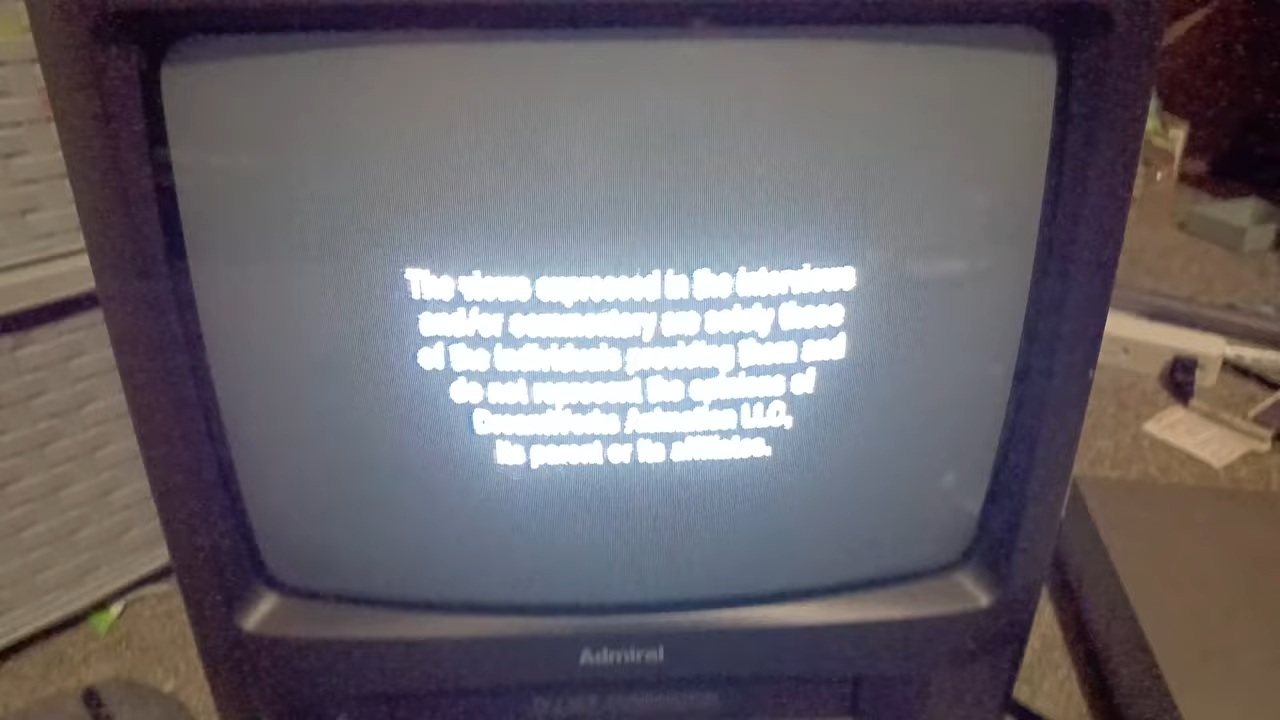 The views expressed in the interviews
and/or commentary are solely those
of the individuals providing them and
do not represent the opinions of
DreamWorks Animation LLC,
its parent or its affiliates.
Admiral